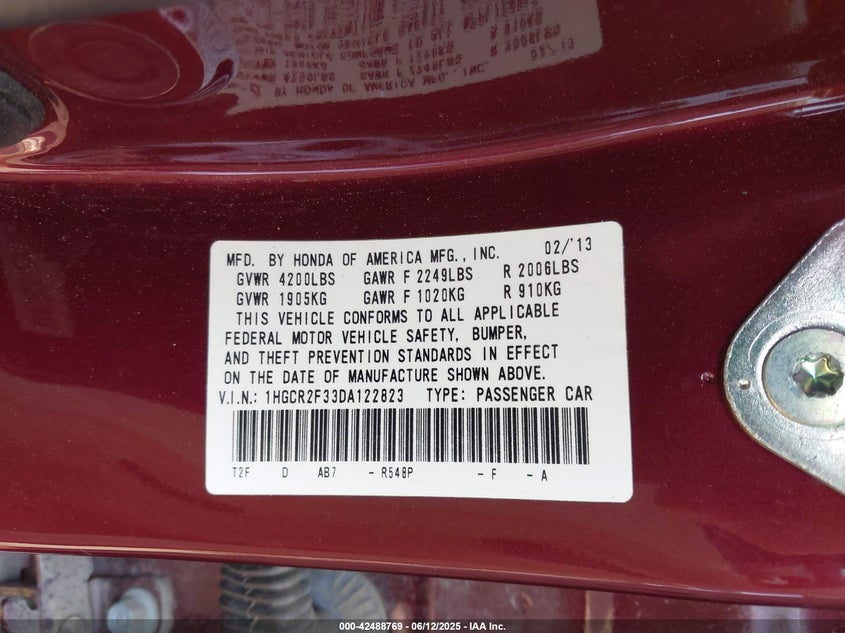 MFD. BY HONDA OF AMERICA MFG., INC. 02/'13
GVWR 4200LBS GAWR F 2249LBS R 2006LBS
GVWR 1905KG GAWR F 1020KG R 910KG
THIS VEHICLE CONFORMS TO ALL APPLICABLE
FEDERAL MOTOR VEHICLE SAFETY, BUMPER,
AND THEFT PREVENTION STANDARDS IN EFFECT
ON THE DATE OF MANUFACTURE SHOWN ABOVE.
V.I.N.: 1HGCR2F33DA122823 TYPE: PASSENGER CAR
T2F D AB7 - R548P - F - A
000-42488769 - 06/12/2025 - IAA Inc.